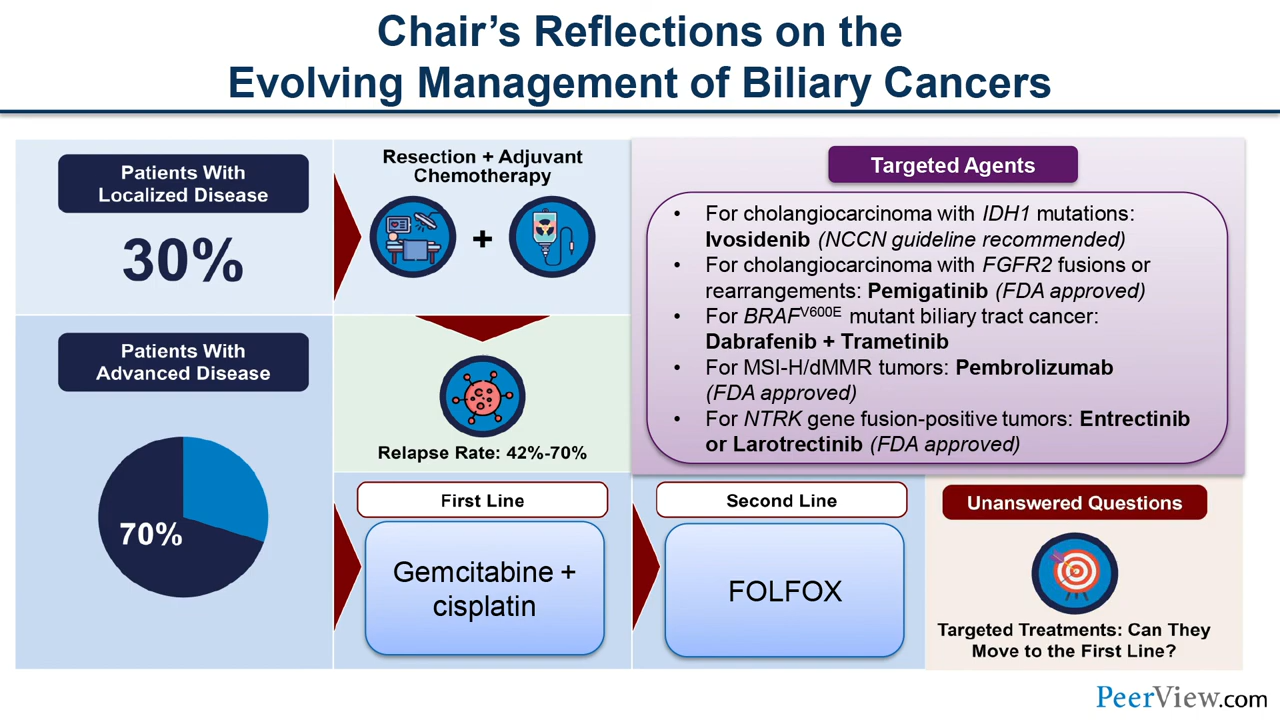 Chair's Reflections on the
Evolving Management of Biliary Cancers
Patients With
Localized Disease
30%
Resection + Adjuvant
Chemotherapy
+
Targeted Agents
• For cholangiocarcinoma with IDH1 mutations:
Ivosidenib (NCCN guideline recommended)
• For cholangiocarcinoma with FGFR2 fusions or
rearrangements: Pemigatinib (FDA approved)
• For BRAFV600E mutant biliary tract cancer:
Dabrafenib + Trametinib
• For MSI-H/dMMR tumors: Pembrolizumab
(FDA approved)
• For NTRK gene fusion-positive tumors: Entrectinib
or Larotrectinib (FDA approved)
Patients With
Advanced Disease
70%
Relapse Rate: 42%-70%
First Line
Gemcitabine +
cisplatin
Second Line
FOLFOX
Unanswered Questions
Targeted Treatments: Can They
Move to the First Line?
PeerView.com